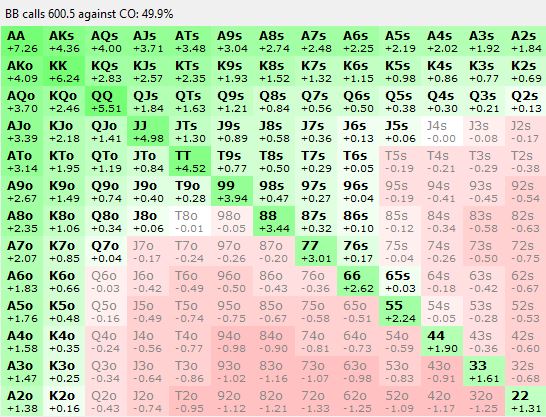 BB calls 600.5 against CO: 49.9%
AA AKs AQs AJs ATs A9s A8s A7s A6s A5s A4s A3s A2s
+7.26 +4.36 +4.00 +3.71 +3.48 +3.04 +2.74 +2.48 +2.25 +2.19 +2.02 +1.92 +1.84
AKo KK KQs KJs KTs K9s K8s K7s K6s K5s K4s K3s K2s
+4.09 +6.24 +2.83 +2.57 +2.35 +1.93 +1.52 +1.32 +1.15 +0.98 +0.86 +0.77 +0.69
AQo KQo QQ QJs QTs Q9s Q8s Q7s Q6s Q5s Q4s Q3s Q2s
+3.70 +2.46 +5.51 +1.84 +1.63 +1.21 +0.84 +0.56 +0.50 +0.38 +0.30 +0.21 +0.13
AJo KJo QJo JJ JTs J9s J8s J7s J6s J5s J4s J3s J2s
+3.39 +2.18 +1.41 +4.98 +1.30 +0.89 +0.58 +0.36 +0.13 +0.06 -0.00 -0.08 -0.17
ATo KTo QTo JTo TT T9s T8s T7s T6s T5s T4s T3s T2s
+3.14 +1.95 +1.19 +0.84 +4.52 +0.77 +0.50 +0.29 +0.05 -0.19 -0.21 -0.29 -0.38
A9o K9o Q9o J9o T9o 99 98s 97s 96s 95s 94s 93s 92s
+2.67 +1.49 +0.74 +0.40 +0.28 +3.94 +0.47 +0.27 +0.04 -0.19 -0.41 -0.45 -0.54
A8o K8o Q8o J8o T8o 98o 88 87s 86s 85s 84s 83s 82s
+2.35 +1.06 +0.34 +0.06 -0.01 -0.05 +3.44 +0.32 +0.10 -0.12 -0.34 -0.58 -0.63
A7o K7o Q7o J7o T7o 97o 87o 77 76s 75s 74s 73s 72s
+2.07 +0.85 +0.04 -0.17 -0.24 -0.26 -0.20 +3.01 +0.17 -0.04 -0.26 -0.50 -0.75
A6o K6o Q6o J6o T6o 96o 86o 76o 66 65s 64s 63s 62s
+1.83 +0.66 -0.03 -0.42 -0.49 -0.50 -0.43 -0.36 +2.62 +0.03 -0.18 -0.42 -0.67
A5o K5o Q5o J5o T5o 95o 85o 75o 65o 55 54s 53s 52s
+1.76 +0.48 -0.16 -0.49 -0.74 -0.75 -0.67 -0.58 -0.51 +2.24 -0.05 -0.28 -0.53
A4o K4o Q4o J4o T4o 94o 84o 74o 64o 54o 44 43s 42s
+1.58 +0.35 -0.24 -0.56 -0.77 -0.98 -0.90 -0.81 -0.73 -0.59 +1.90 -0.36 -0.60
A3o K3o Q3o J3o T3o 93o 83o 73o 63o 53o 43o 33 32s
+1.47 +0.25 -0.34 -0.64 -0.86 -1.02 -1.16 -1.07 -0.98 -0.83 -0.91 +1.61 -0.68
A2o K2o Q2o J2o T2o 92o 82o 72o 62o 52o 42o 32o 22
+1.38 +0.16 -0.43 -0.74 -0.95 -1.12 -1.21 -1.33 -1.25 -1.09 -1.17 -1.25 +1.31